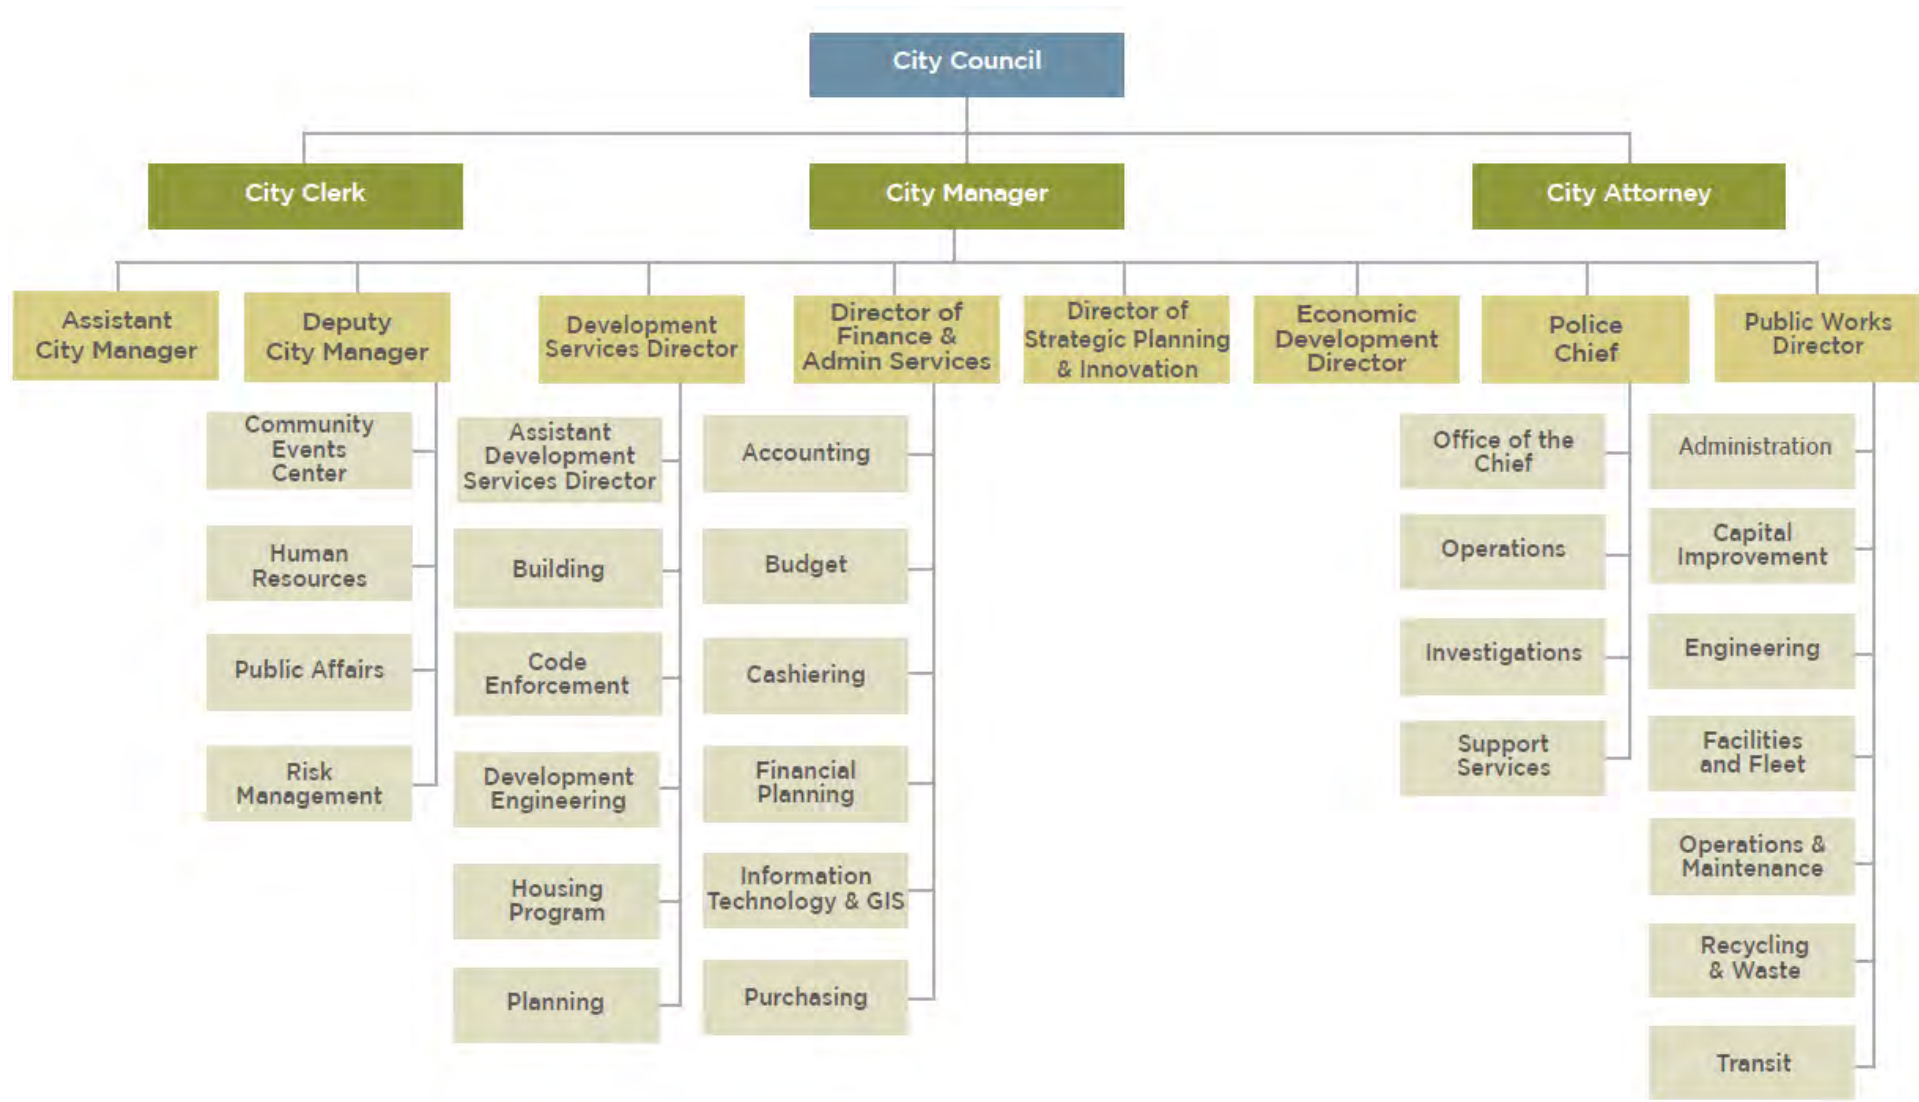 City Council
City Clerk
City Manager
City Attorney
Assistant
City Manager
Deputy
City Manager
Development
Services Director
Director of
Finance &
Admin Services
Director of
Strategic Planning
& Innovation
Economic
Development
Director
Police
Chief
Public Works
Director
Community
Events
Center
Human
Resources
Public Affairs
Risk
Management
Assistant
Development
Services Director
Building
Code
Enforcement
Development
Engineering
Housing
Program
Planning
Accounting
Budget
Cashiering
Financial
Planning
Information
Technology & GIS
Purchasing
Office of the
Chief
Operations
Investigations
Support
Services
Administration
Capital
Improvement
Engineering
Facilities
and Fleet
Operations &
Maintenance
Recycling
& Waste
Transit